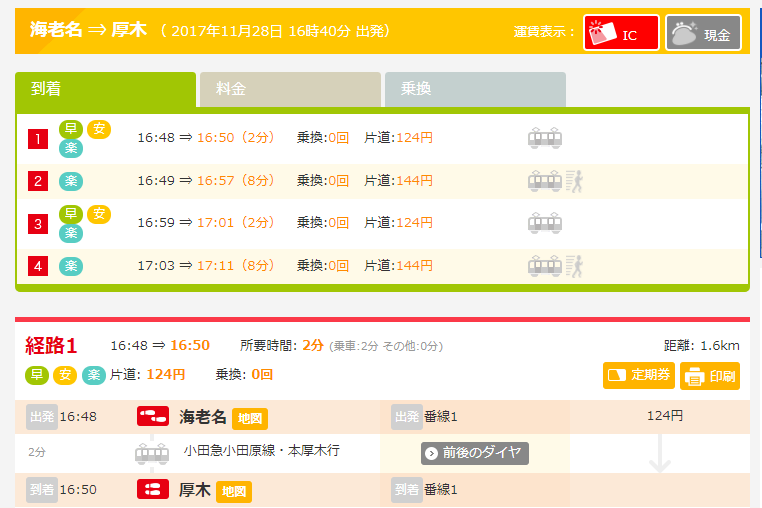 海老名 ⇒ 厚木 （ 2017年11月28日 16時40分 出発） 運賃表示： IC 現金
到着 料金 乗換
1 早 安 楽 16:48 ⇒ 16:50（2分） 乗換:0回 片道:124円
2 楽 16:49 ⇒ 16:57（8分） 乗換:0回 片道:144円
3 早 安 楽 16:59 ⇒ 17:01（2分） 乗換:0回 片道:124円
4 楽 17:03 ⇒ 17:11（8分） 乗換:0回 片道:144円
経路1 16:48 ⇒ 16:50 所要時間: 2分 (乗車:2分 その他:0分) 距離: 1.6km
早 安 楽 片道: 124円 乗換: 0回 定期券 印刷
出発 16:48 海老名 地図 出発 番線1 124円
2分 小田急小田原線・本厚木行 前後のダイヤ
到着 16:50 厚木 地図 到着 番線1